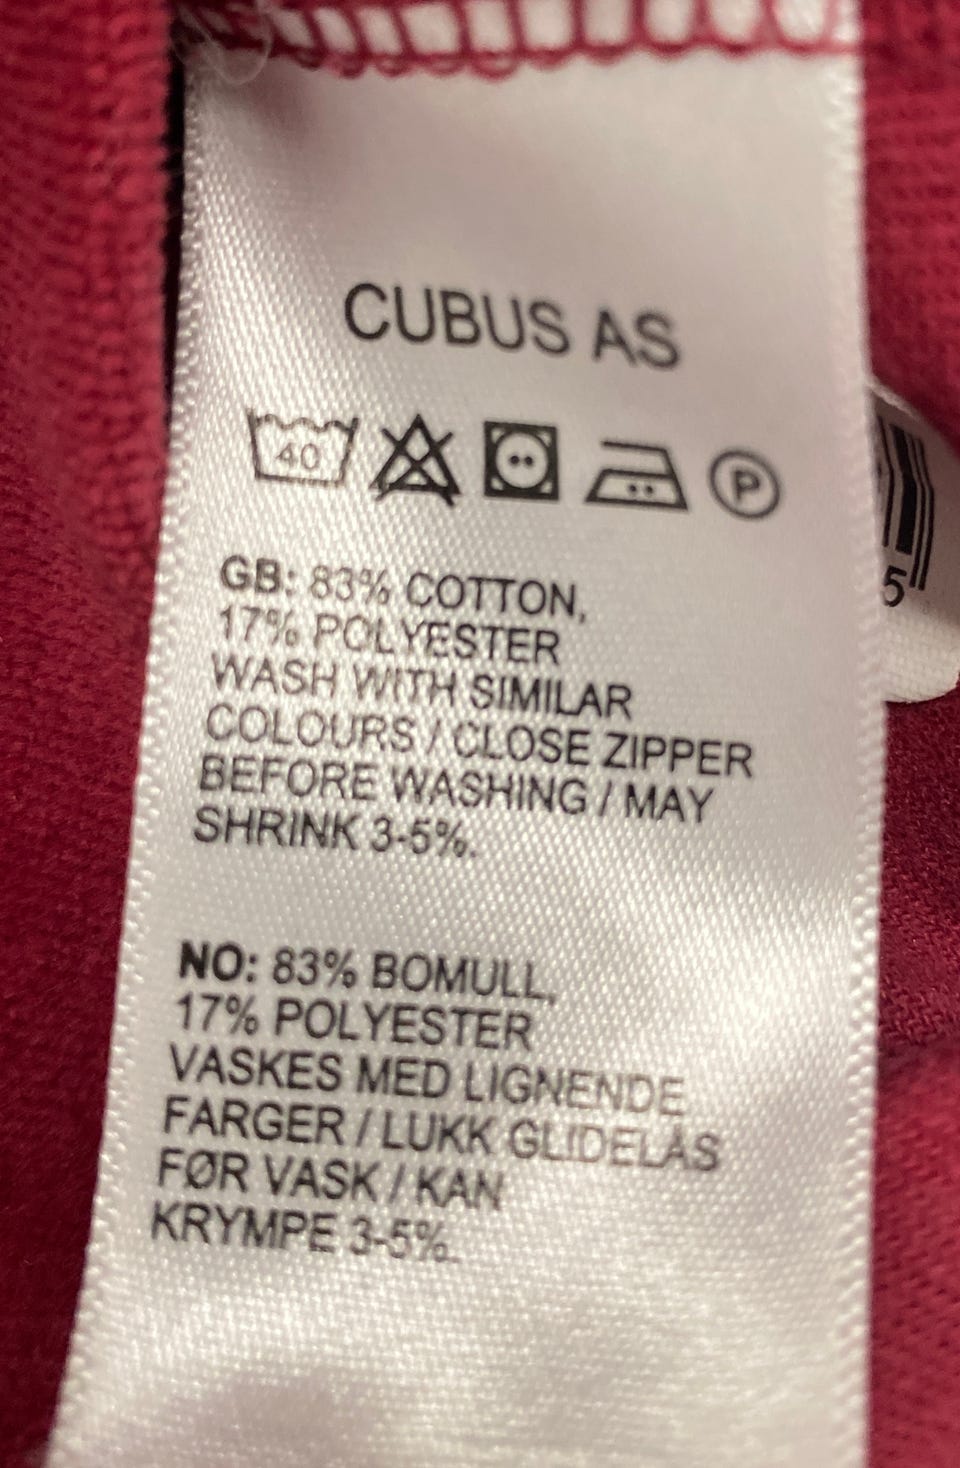 CUBUS AS
40
P
GB: 83% COTTON,
17% POLYESTER
WASH WITH SIMILAR
COLOURS / CLOSE ZIPPER
BEFORE WASHING / MAY
SHRINK 3-5%.
NO: 83% BOMULL,
17% POLYESTER
VASKES MED LIGNENDE
FARGER / LUKK GLIDELÅS
FØR VASK / KAN
KRYMPE 3-5%.
5